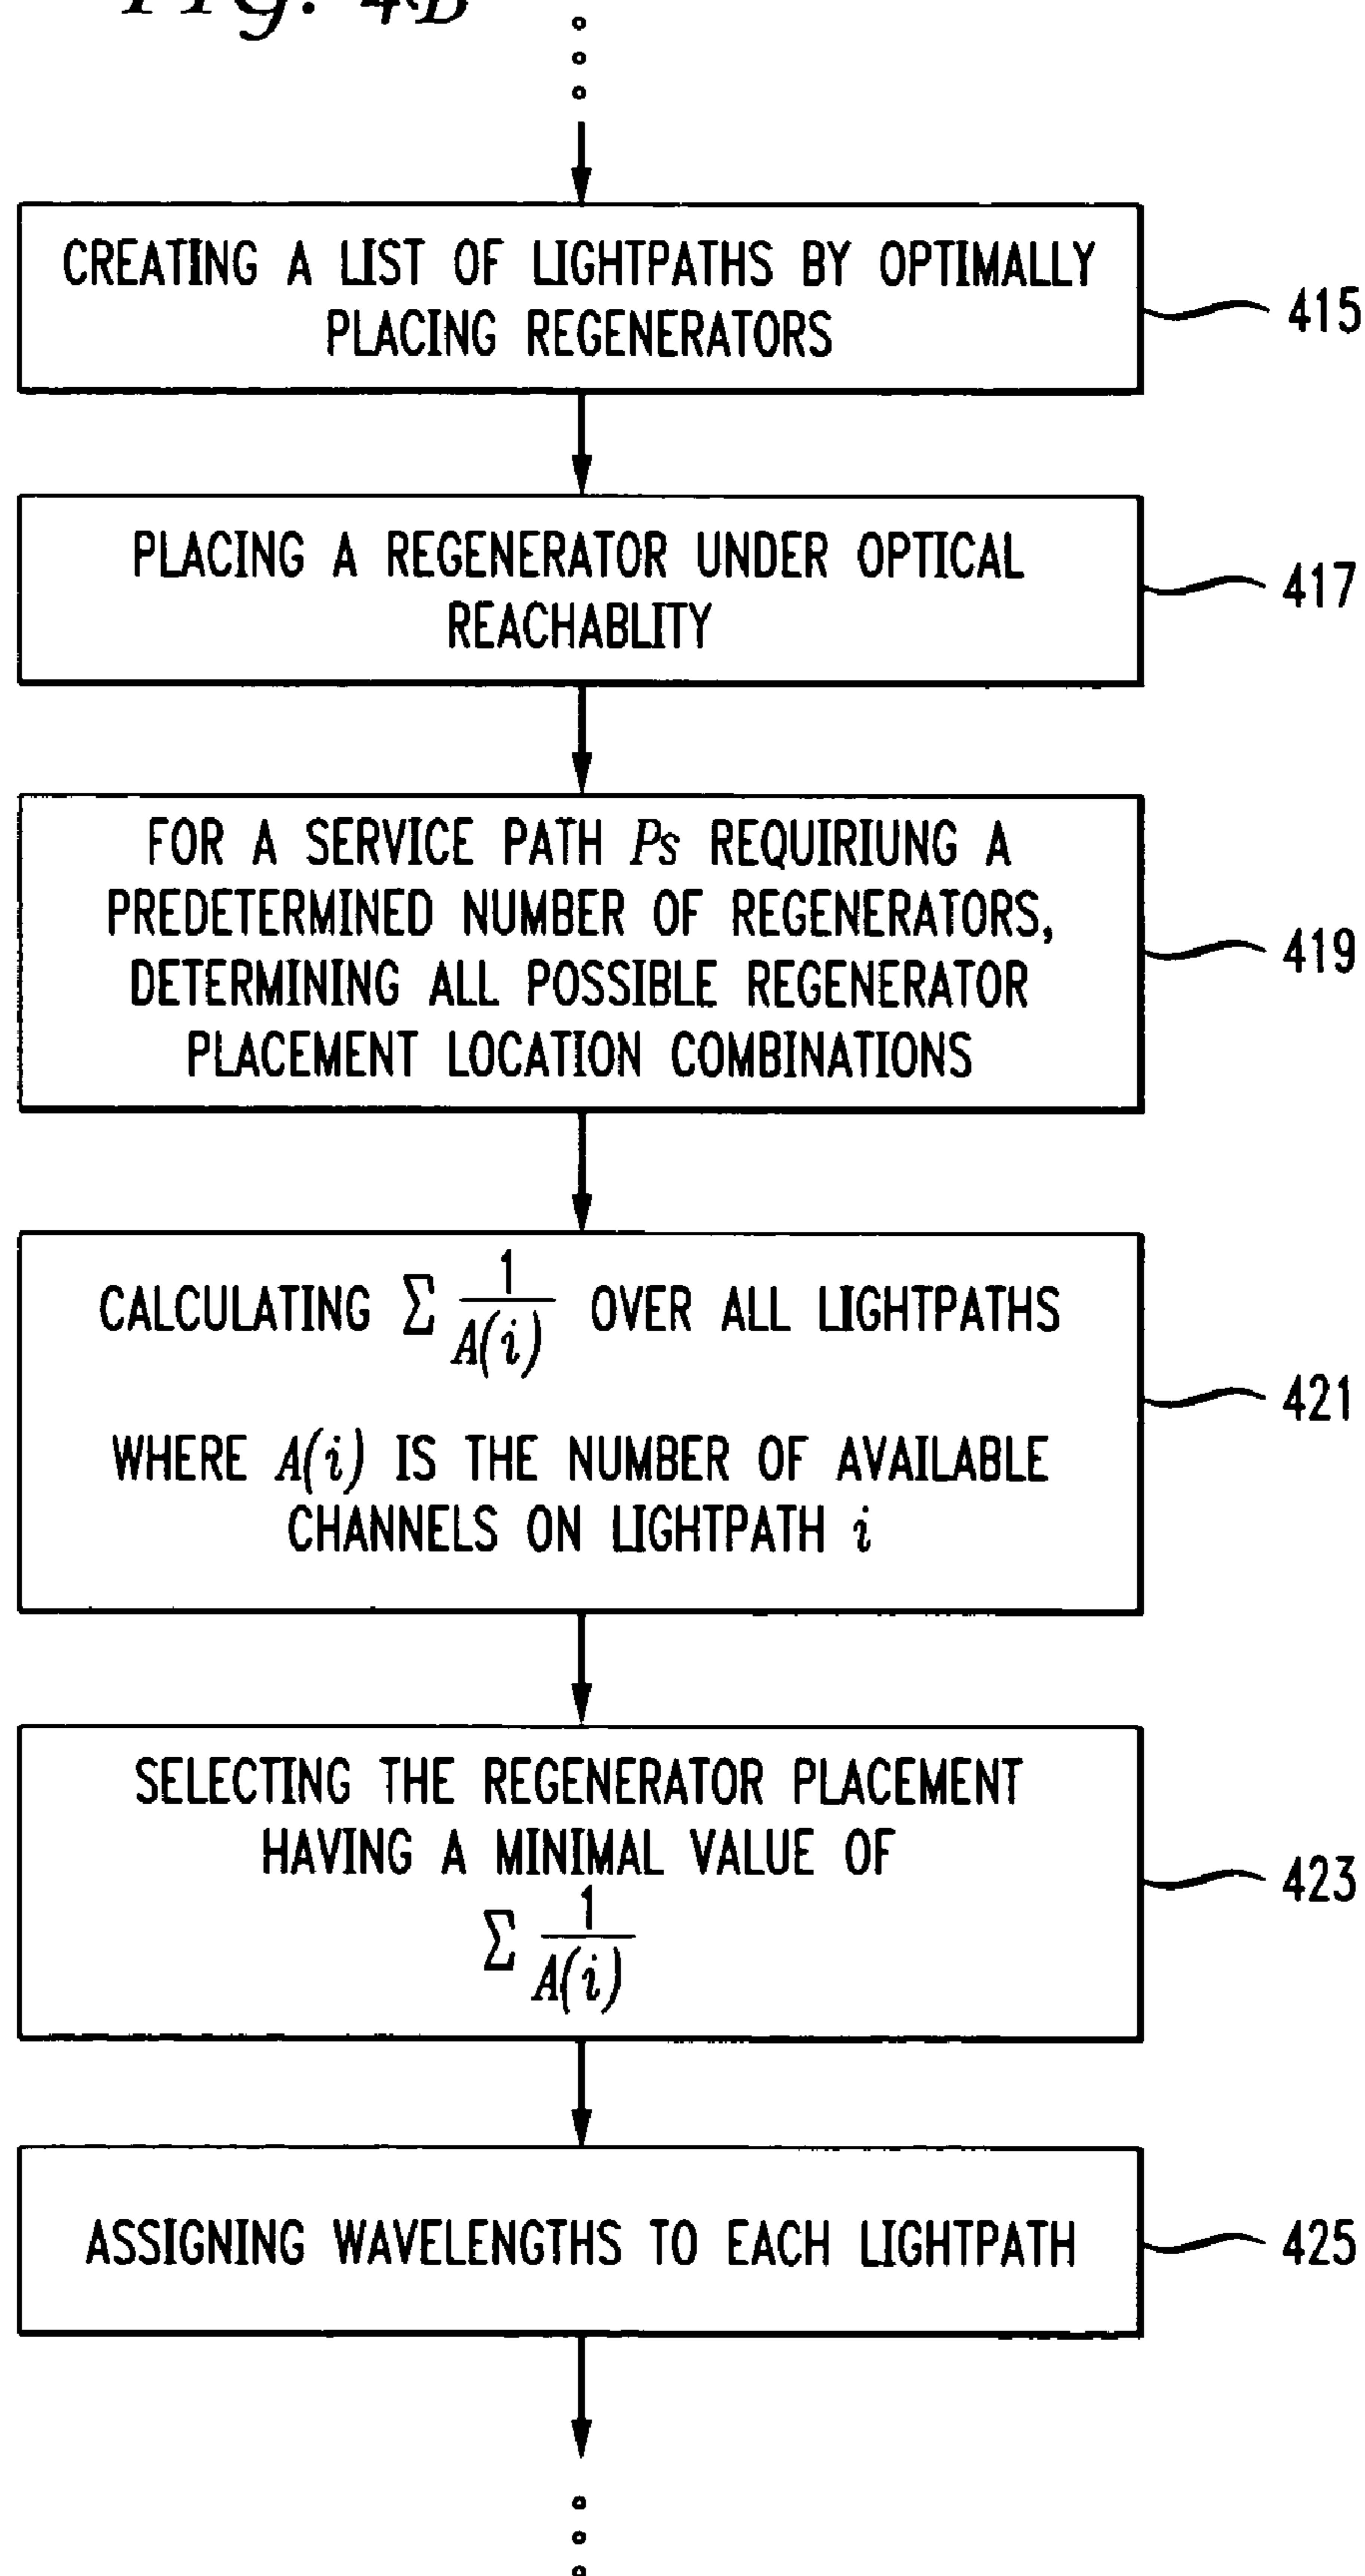 FIG. 4B
CREATING A LIST OF LIGHTPATHS BY OPTIMALLY
PLACING REGENERATORS
415
PLACING A REGENERATOR UNDER OPTICAL
REACHABLITY
417
FOR A SERVICE PATH Ps REQUIRIUNG A
PREDETERMINED NUMBER OF REGENERATORS,
DETERMINING ALL POSSIBLE REGENERATOR
PLACEMENT LOCATION COMBINATIONS
419
CALCULATING Σ 1/A(i) OVER ALL LIGHTPATHS
WHERE A(i) IS THE NUMBER OF AVAILABLE
CHANNELS ON LIGHTPATH i
421
SELECTING THE REGENERATOR PLACEMENT
HAVING A MINIMAL VALUE OF
Σ 1/A(i)
423
ASSIGNING WAVELENGTHS TO EACH LIGHTPATH
425